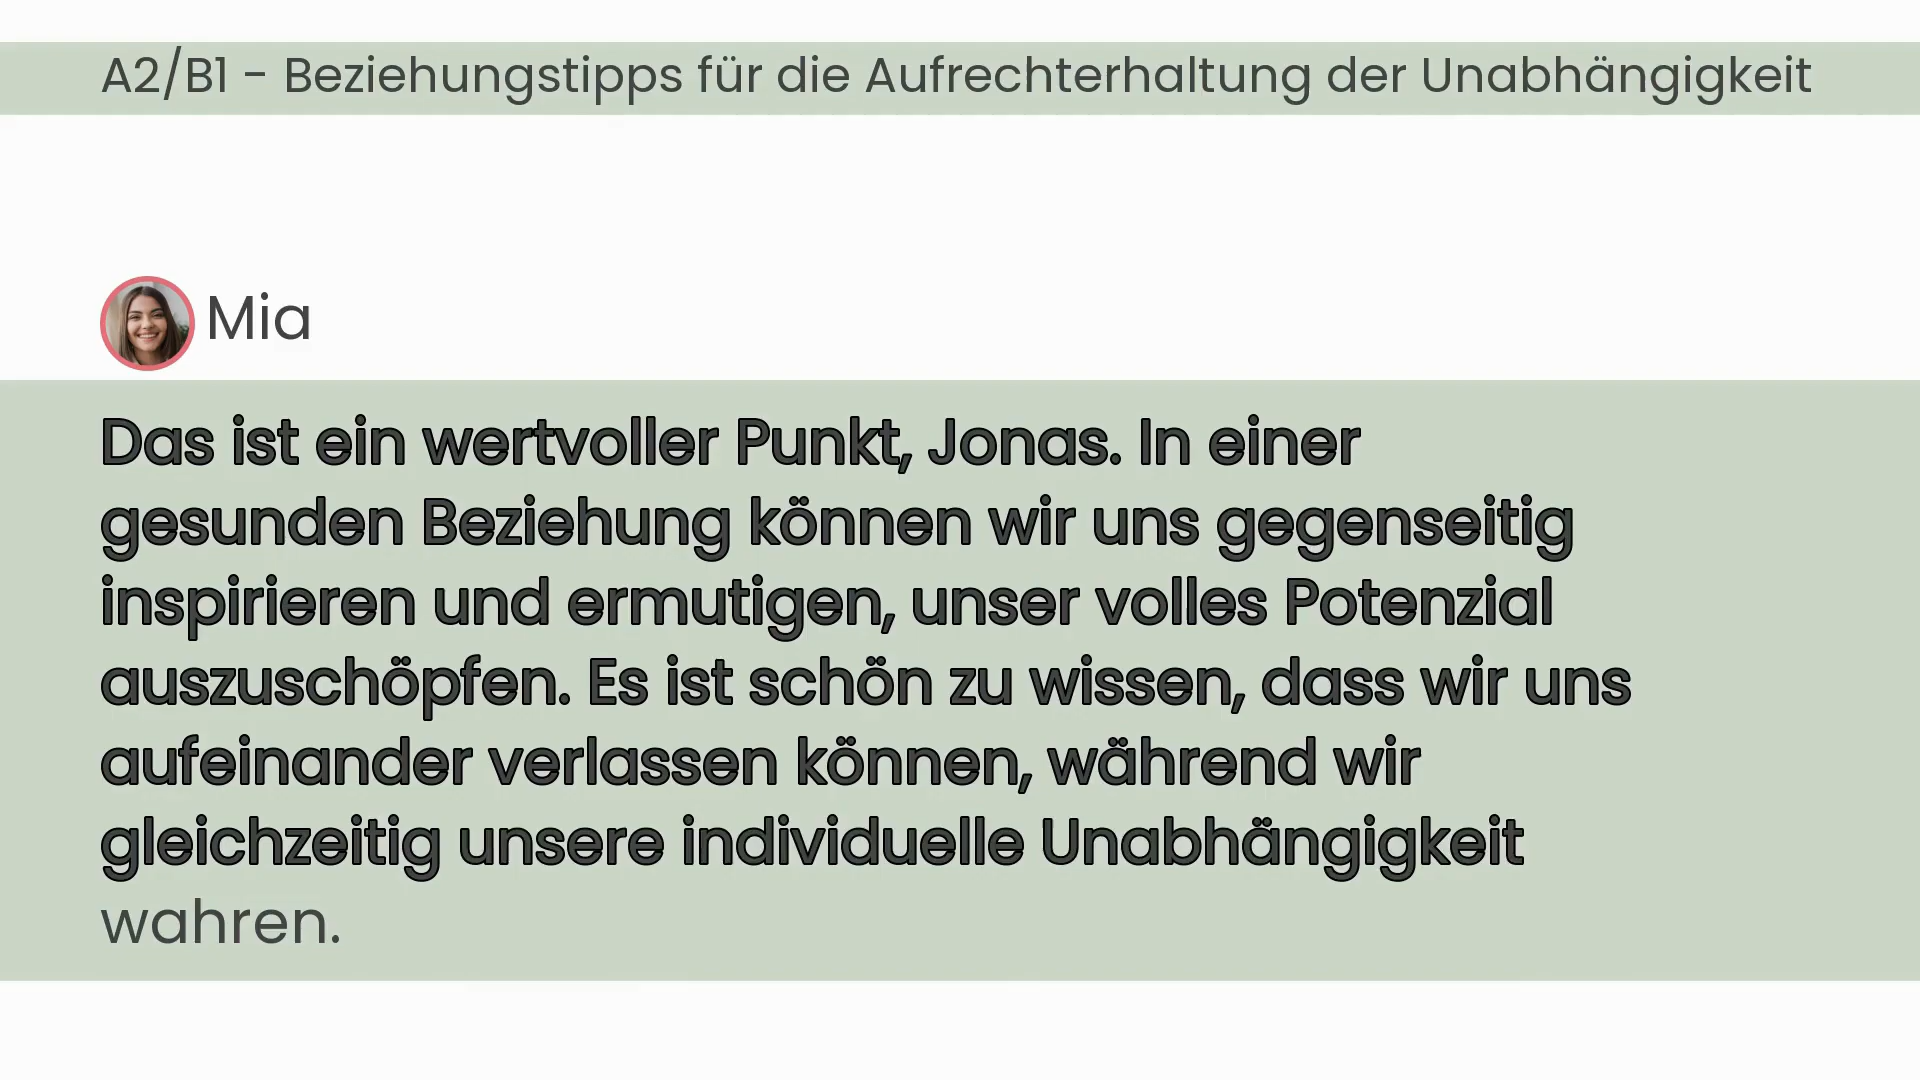 A2/B1 - Beziehungstipps für die Aufrechterhaltung der Unabhängigkeit
Mia
Das ist ein wertvoller Punkt, Jonas. In einer
gesunden Beziehung können wir uns gegenseitig
inspirieren und ermutigen, unser volles Potenzial
auszuschöpfen. Es ist schön zu wissen, dass wir uns
aufeinander verlassen können, während wir
gleichzeitig unsere individuelle Unabhängigkeit
wahren.